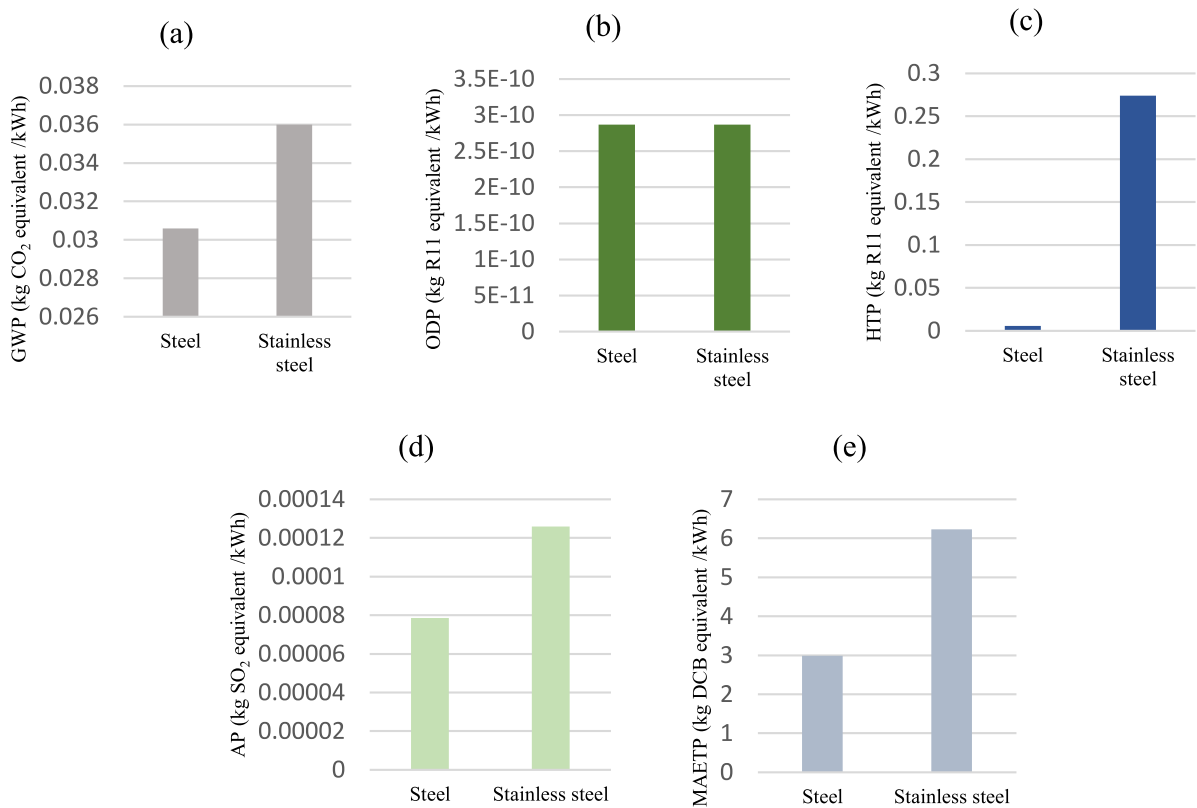 (a)
GWP (kg CO₂ equivalent /kWh)
0.038
0.036
0.034
0.032
0.03
0.028
0.026
Steel
Stainless
steel
(b)
ODP (kg R11 equivalent /kWh)
3.5E-10
3E-10
2.5E-10
2E-10
1.5E-10
1E-10
5E-11
0
Steel
Stainless
steel
(c)
HTP (kg R11 equivalent /kWh)
0.3
0.25
0.2
0.15
0.1
0.05
0
Steel
Stainless
steel
(d)
AP (kg SO₂ equivalent /kWh)
0.00014
0.00012
0.0001
0.00008
0.00006
0.00004
0.00002
0
Steel
Stainless steel
(e)
MAETP (kg DCB equivalent /kWh)
7
6
5
4
3
2
1
0
Steel
Stainless steel